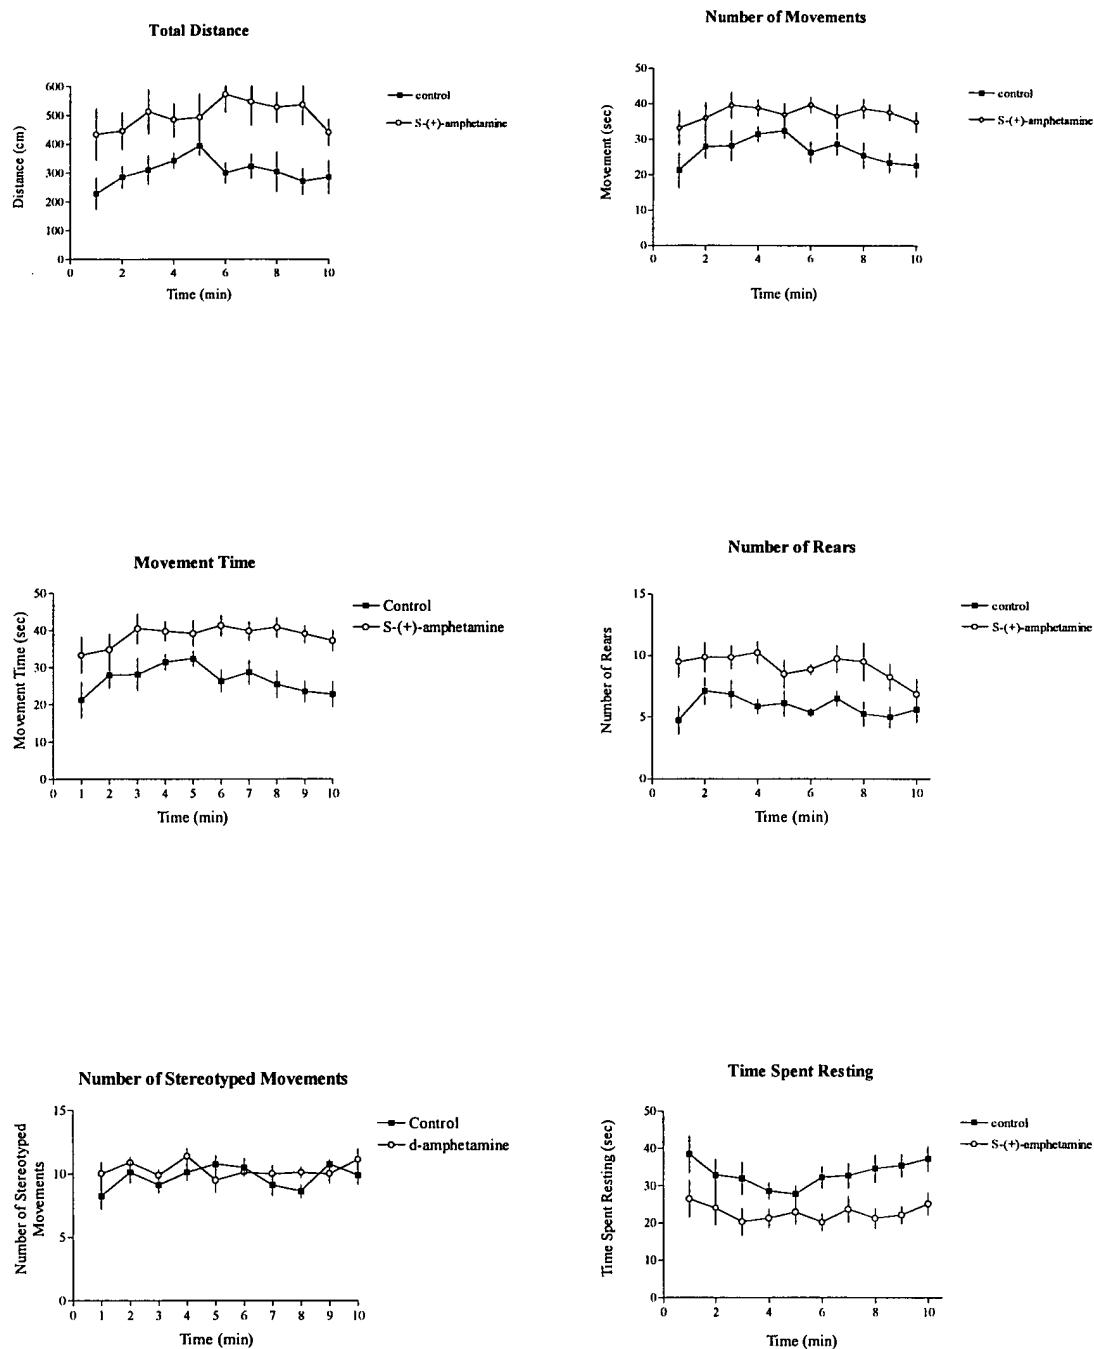 Total Distance
600
500
400
300
200
100
0
Distance (cm)
0 2 4 6 8 10
Time (min)
control
S-(+)-amphetamine
Number of Movements
50
40
30
20
10
0
Movement (sec)
0 2 4 6 8 10
Time (min)
control
S-(+)-amphetamine
Movement Time
50
40
30
20
10
0
Movement Time (sec)
0 1 2 3 4 5 6 7 8 9 10
Time (min)
Control
S-(+)-amphetamine
Number of Rears
15
10
5
0
Number of Rears
0 2 4 6 8 10
Time (min)
control
S-(+)-amphetamine
Number of Stereotyped Movements
15
10
5
0
Number of Stereotyped
Movements
0 1 2 3 4 5 6 7 8 9 10
Time (min)
Control
d-amphetamine
Time Spent Resting
50
40
30
20
10
0
Time Spent Resting (sec)
0 2 4 6 8 10
Time (min)
control
S-(+)-emphetamine